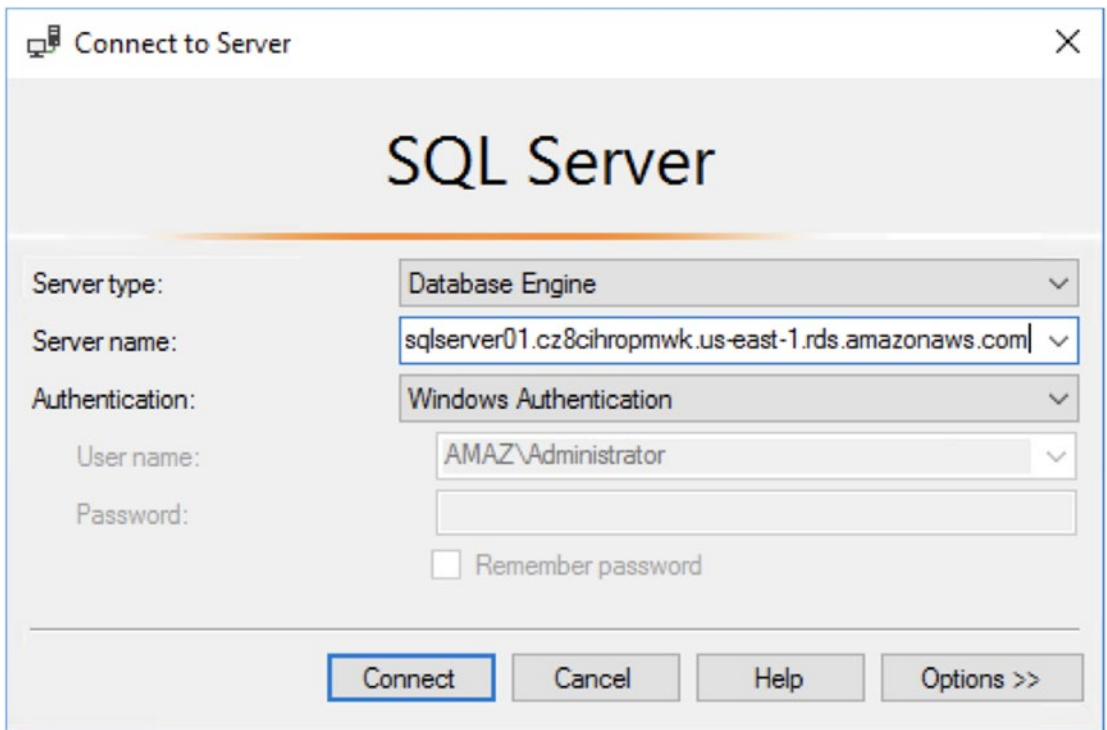 Connect to Server
SQL Server
Server type: Database Engine
Server name: sqlserver01.cz8cihropmwk.us-east-1.rds.amazonaws.com
Authentication: Windows Authentication
User name: AMAZ\Administrator
Password:
Remember password
Connect Cancel Help Options >>